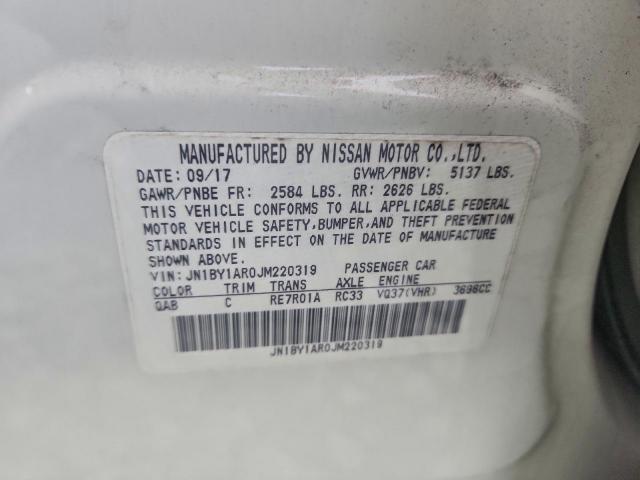 MANUFACTURED BY NISSAN MOTOR CO.,LTD.
DATE: 09/17 GVWR/PNBV: 5137 LBS.
GAWR/PNBE FR: 2584 LBS. RR: 2626 LBS.
THIS VEHICLE CONFORMS TO ALL APPLICABLE FEDERAL
MOTOR VEHICLE SAFETY,BUMPER,AND THEFT PREVENTION
STANDARDS IN EFFECT ON THE DATE OF MANUFACTURE
SHOWN ABOVE.
VIN: JN1BY1AR0JM220319 PASSENGER CAR
COLOR TRIM TRANS AXLE ENGINE
QAB C RE7R01A RC33 VQ37(VHR) 3696CC
JN1BY1AR0JM220319